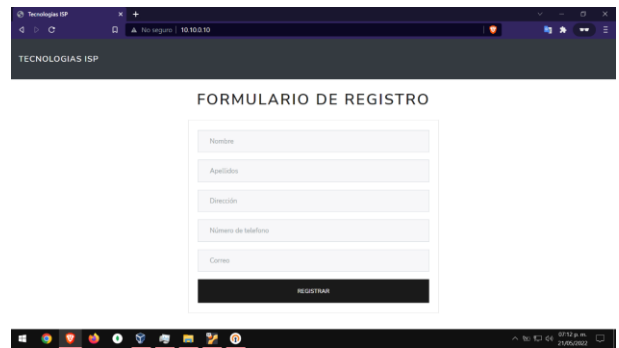 Tecnologias ISP
No seguro 10.10.0.10
TECNOLOGIAS ISP
FORMULARIO DE REGISTRO
Nombre
Apellidos
Dirección
Número de telefono
Correo
REGISTRAR
07:12 p. m.
21/05/2022